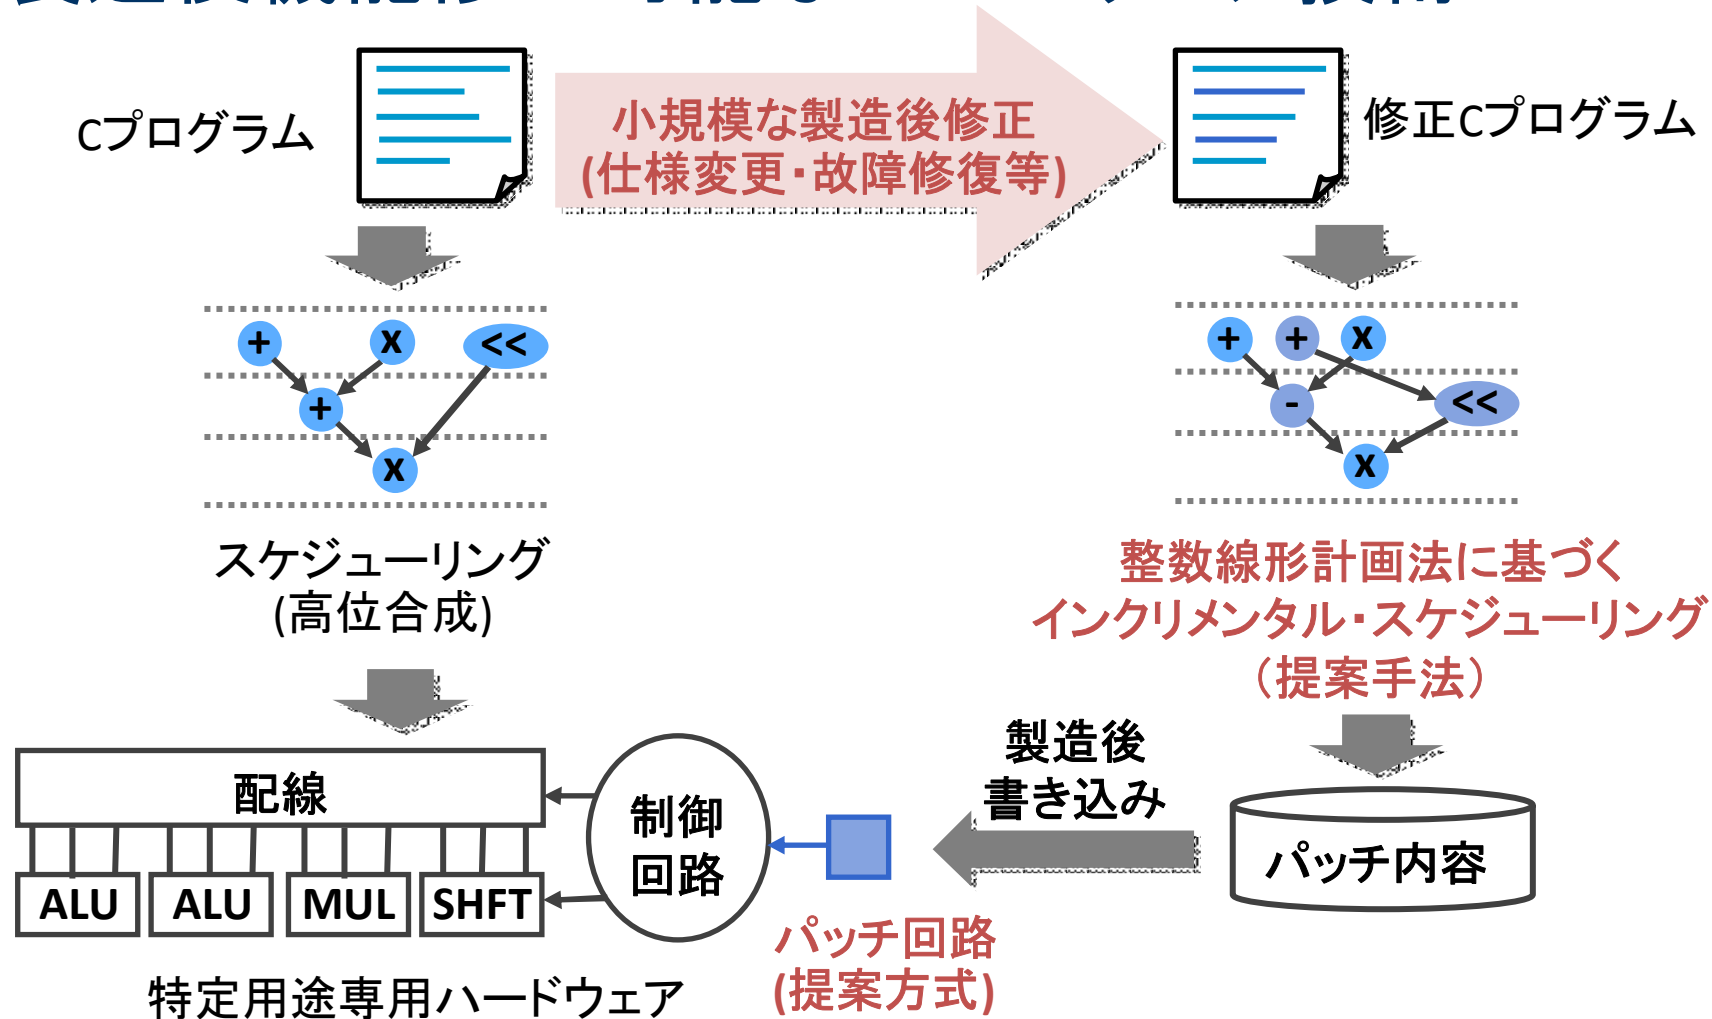 Cプログラム
小規模な製造後修正
(仕様変更・故障修復等)
修正Cプログラム
+ x <<
+
x
+ + x
- <<
x
スケジューリング
(高位合成)
整数線形計画法に基づく
インクリメンタル・スケジューリング
（提案手法）
配線
ALU ALU MUL SHFT
制御
回路
製造後
書き込み
パッチ内容
パッチ回路
(提案方式)
特定用途専用ハードウェア